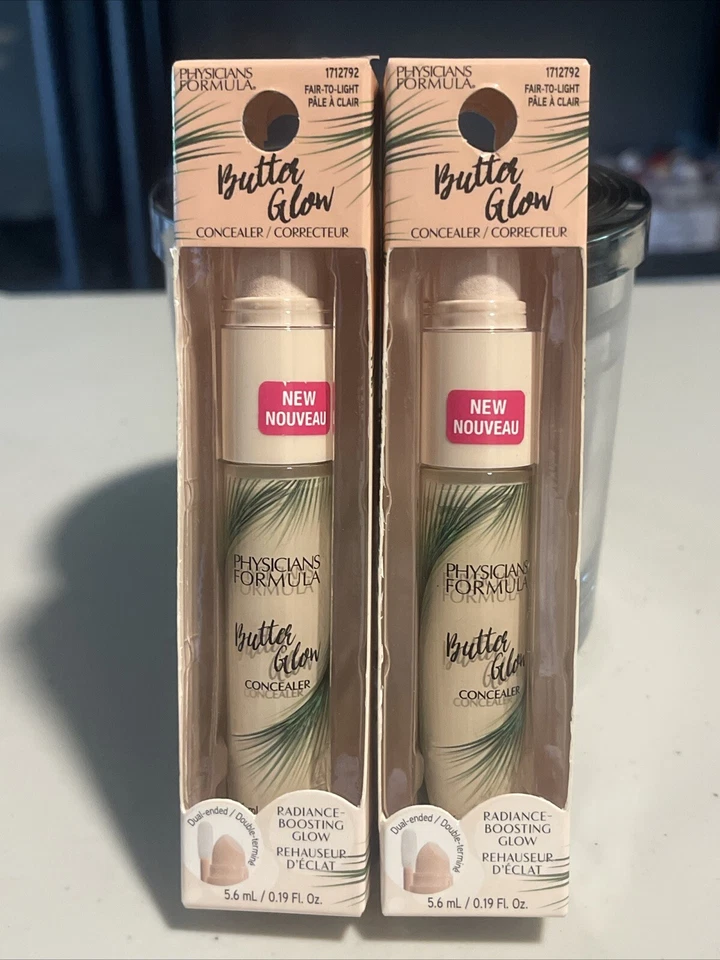 PHYSICIANS
FORMULA®
1712792
FAIR-TO-LIGHT
PÂLE À CLAIR
Butter
Glow
CONCEALER / CORRECTEUR
NEW
NOUVEAU
PHYSICIANS
FORMULA
Butter
Glow
CONCEALER
Dual-ended / Double-terminé
RADIANCE-
BOOSTING
GLOW
REHAUSEUR
D'ÉCLAT
5.6 mL / 0.19 Fl. Oz.
PHYSICIANS
FORMULA®
1712792
FAIR-TO-LIGHT
PÂLE À CLAIR
Butter
Glow
CONCEALER / CORRECTEUR
NEW
NOUVEAU
PHYSICIANS
FORMULA
Butter
Glow
CONCEALER
Dual-ended / Double-terminé
RADIANCE-
BOOSTING
GLOW
REHAUSEUR
D'ÉCLAT
5.6 mL / 0.19 Fl. Oz.